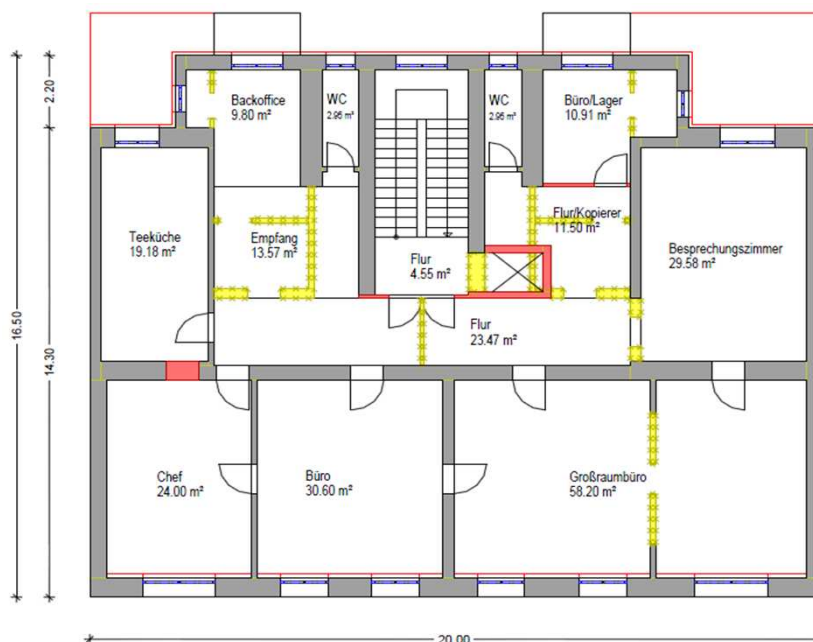 Backoffice
9.80 m²
WC
2.95 m²
WC
2.95 m²
Büro/Lager
10.91 m²
Teeküche
19.18 m²
Empfang
13.57 m²
Flur
4.55 m²
Flur/Kopierer
11.50 m²
Besprechungszimmer
29.58 m²
Flur
23.47 m²
Chef
24.00 m²
Büro
30.60 m²
Großraumbüro
58.20 m²
16.50
2.20
14.30
20.00